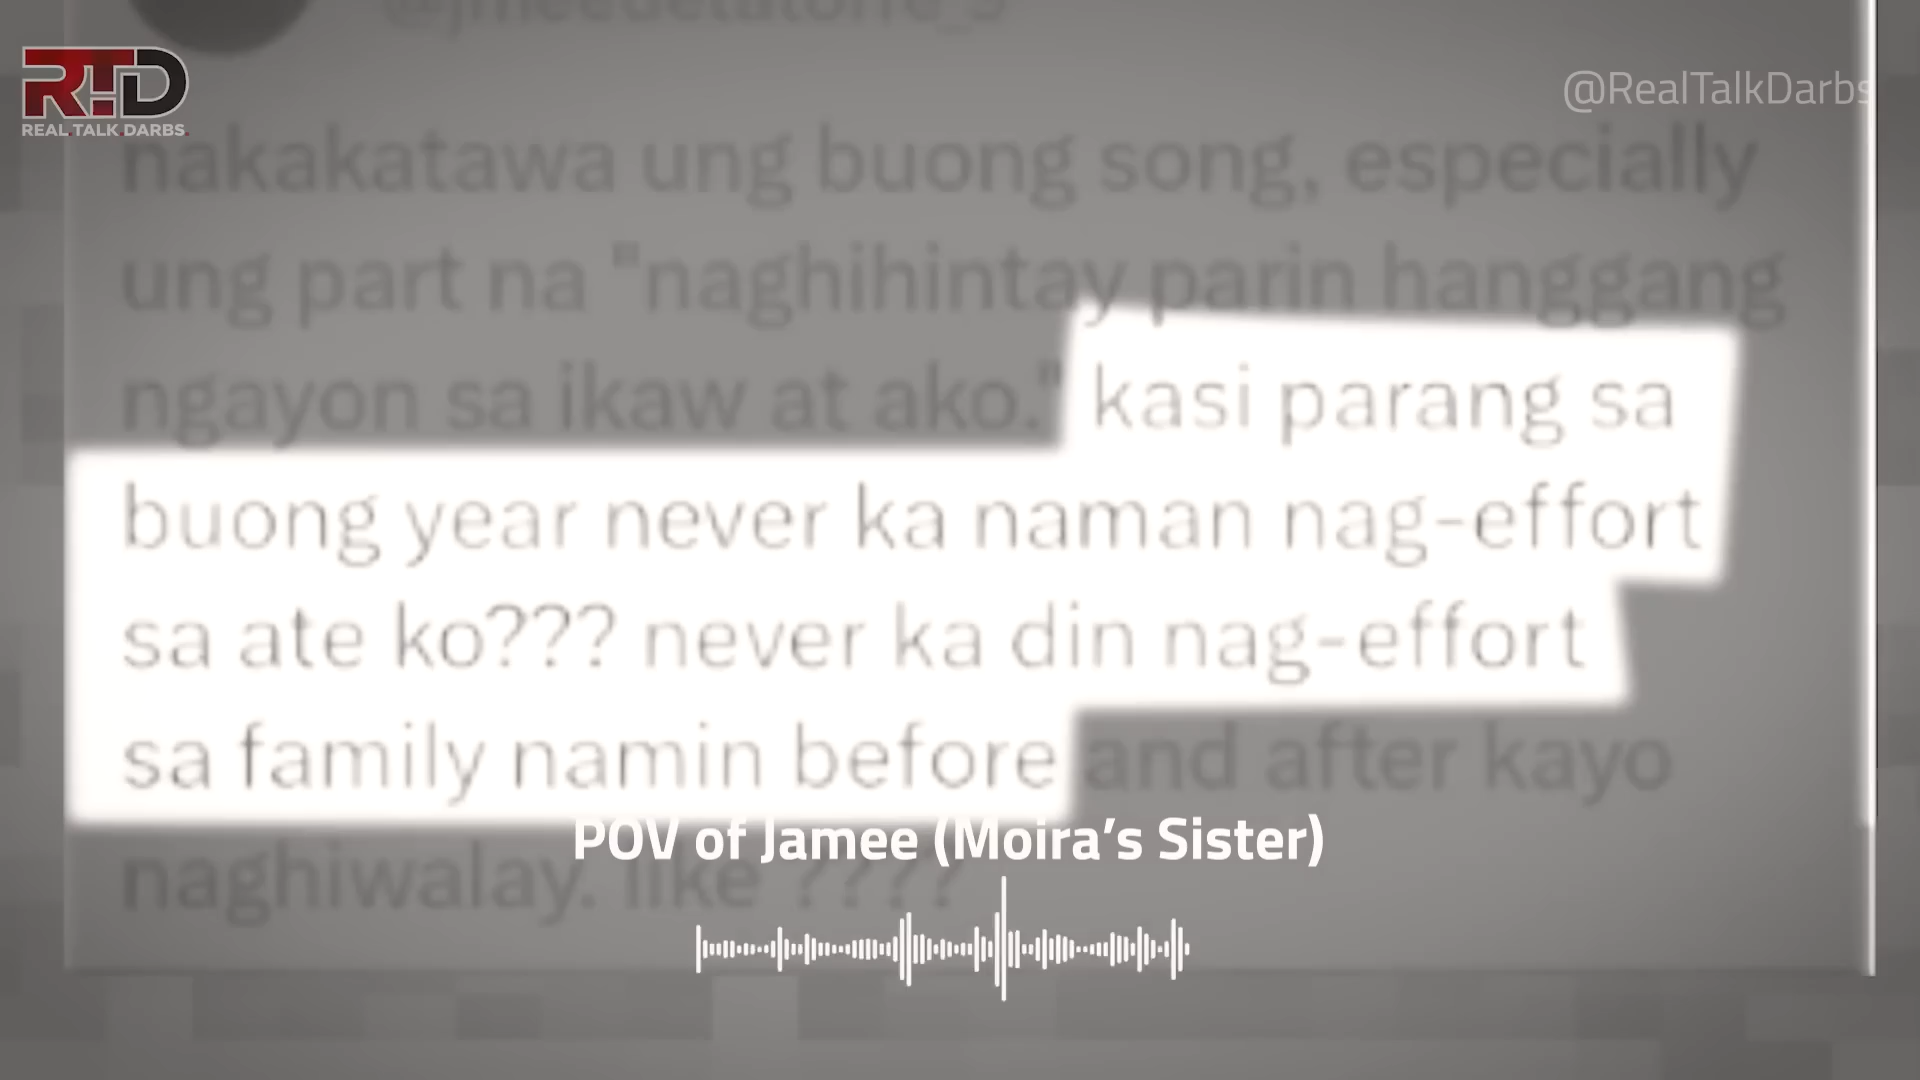 RTD
REAL.TALK.DARBS.
@RealTalkDarbs
nakakatawa ung buong song, especially
ung part na "naghihintay parin hanggang
ngayon sa ikaw at ako." kasi parang sa
buong year never ka naman nag-effort
sa ate ko??? never ka din nag-effort
sa family namin before and after kayo
naghiwalay. like ????
POV of Jamee (Moira's Sister)